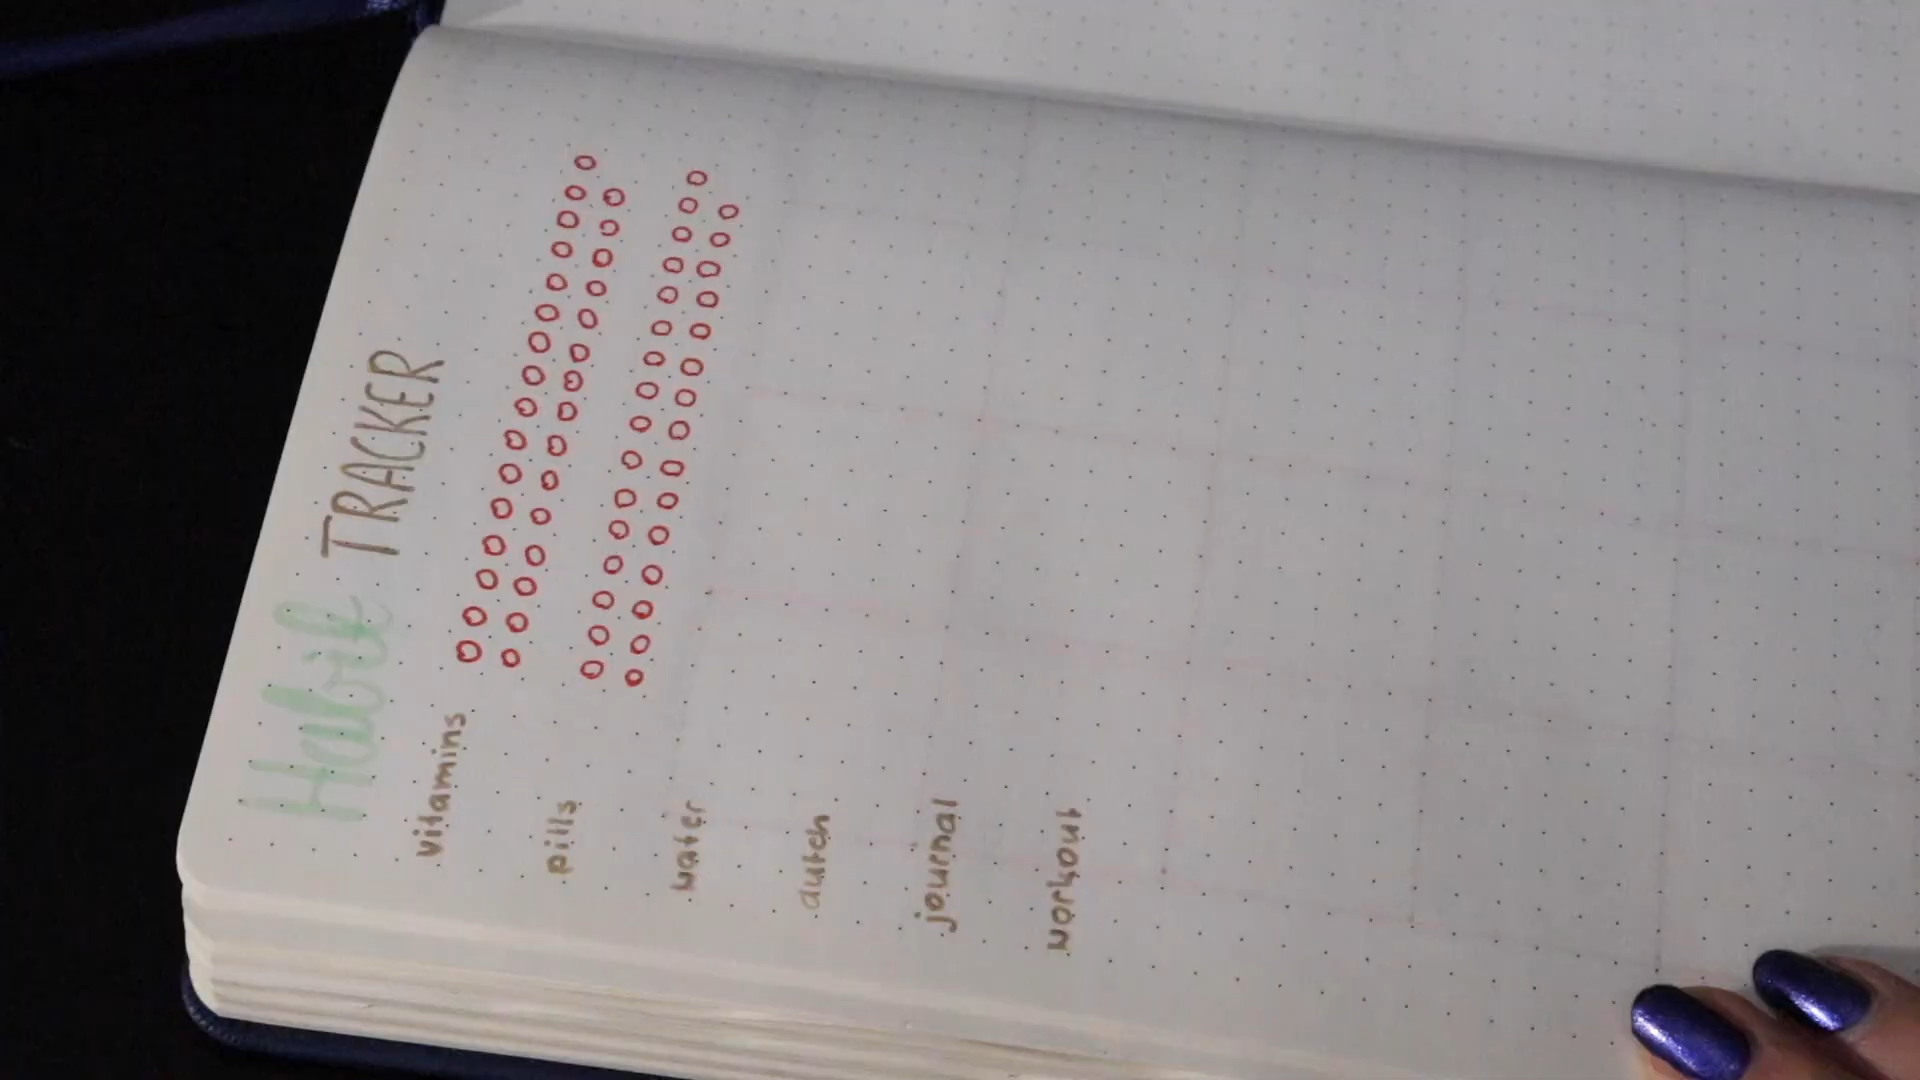 Habit TRACKER
vitamins
pills
water
dutch
journal
workout